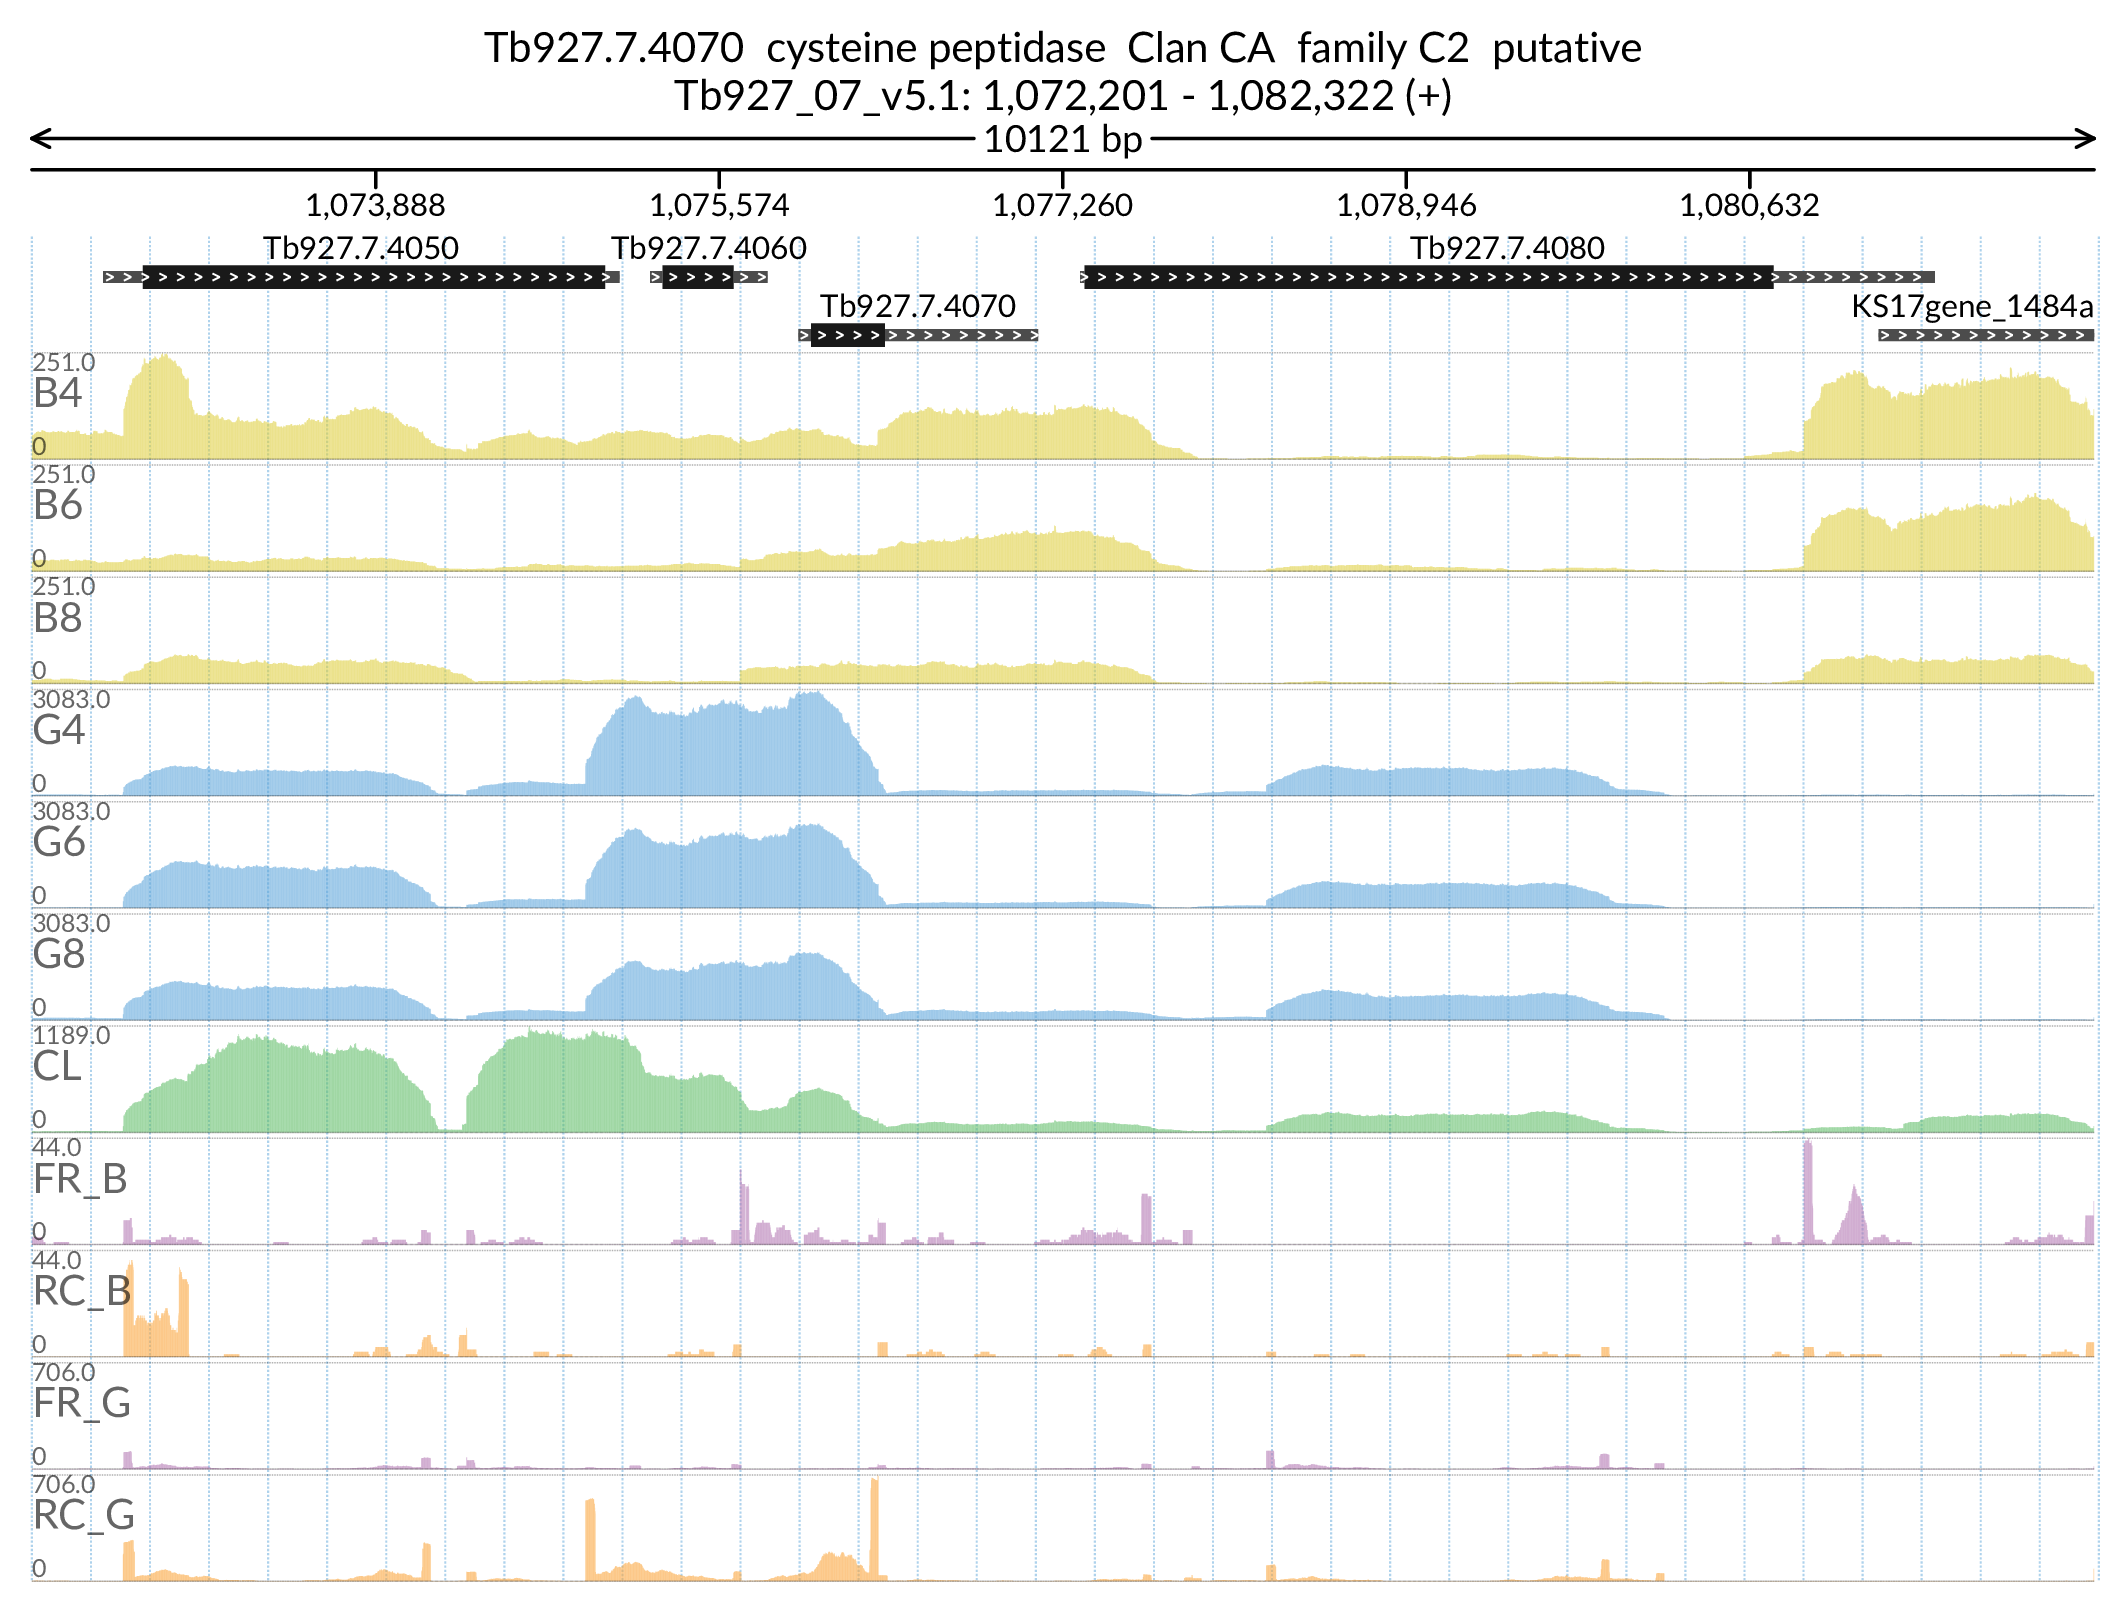 Tb927.7.4070  cysteine peptidase  Clan CA  family C2  putative
Tb927_07_v5.1: 1,072,201 - 1,082,322 (+)
10121 bp
1,073,888 1,075,574 1,077,260 1,078,946 1,080,632
Tb927.7.4050 Tb927.7.4060 Tb927.7.4080
Tb927.7.4070 KS17gene_1484a
251.0
B4
0
251.0
B6
0
251.0
B8
0
3083.0
G4
0
3083.0
G6
0
3083.0
G8
0
1189.0
CL
0
44.0
FR_B
0
44.0
RC_B
0
706.0
FR_G
0
706.0
RC_G
0